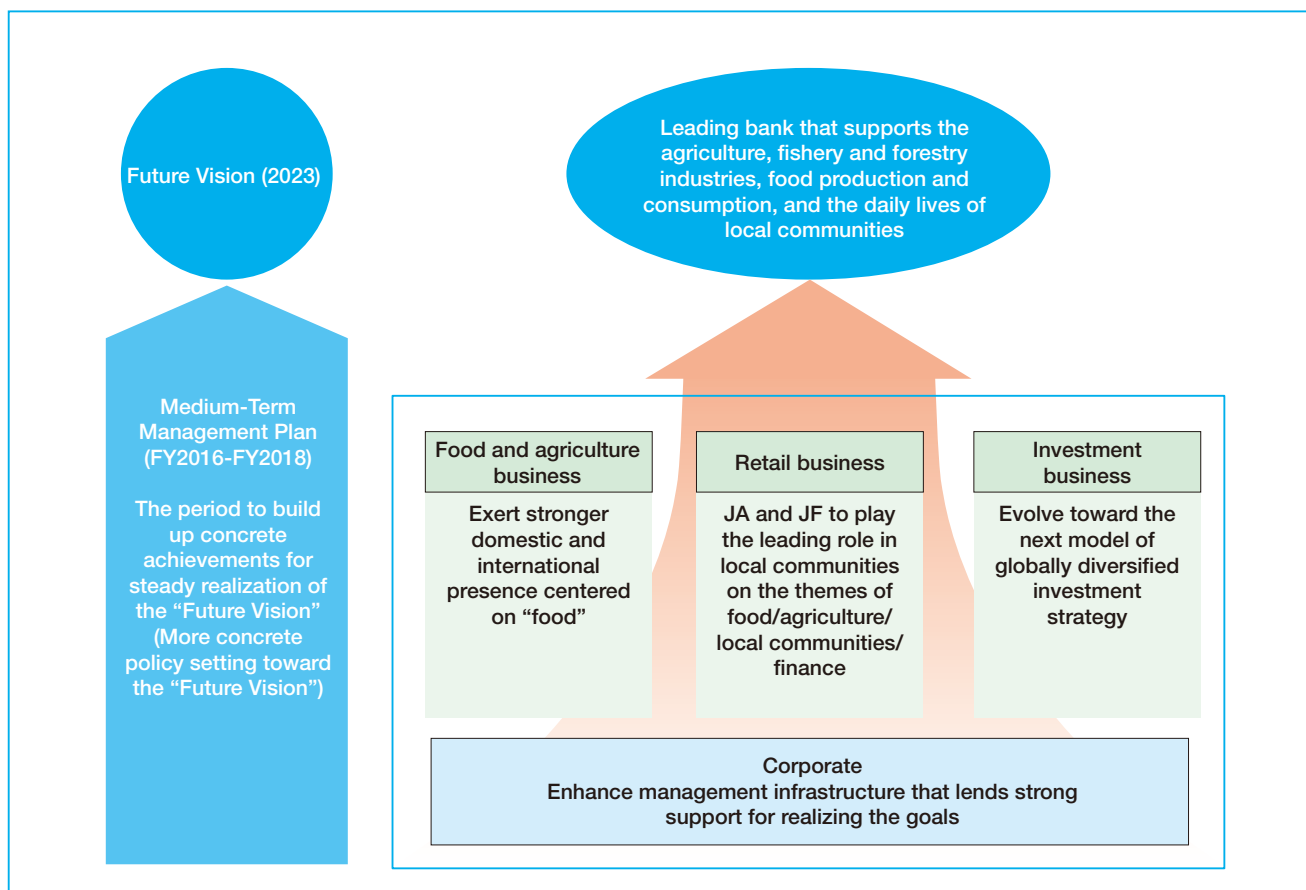 Future Vision (2023)
Leading bank that supports the
agriculture, fishery and forestry
industries, food production and
consumption, and the daily lives of
local communities
Medium-Term
Management Plan
(FY2016-FY2018)
The period to build
up concrete
achievements for
steady realization of
the “Future Vision”
(More concrete
policy setting toward
the “Future Vision”)
Food and agriculture
business
Exert stronger
domestic and
international
presence centered
on “food”
Retail business
JA and JF to play
the leading role in
local communities
on the themes of
food/agriculture/
local communities/
finance
Investment
business
Evolve toward the
next model of
globally diversified
investment
strategy
Corporate
Enhance management infrastructure that lends strong
support for realizing the goals